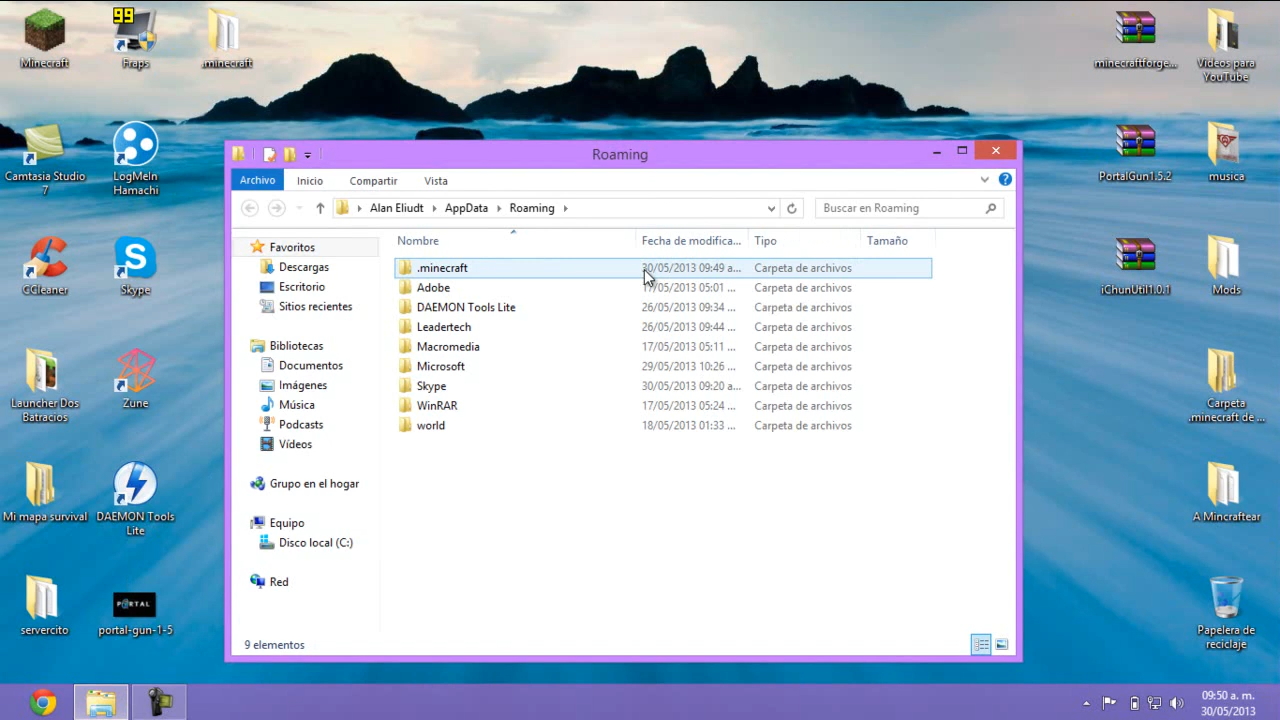 99
Minecraft
Fraps
.minecraft
minecraftforge...
Videos para
YouTube
Camtasia Studio
7
LogMeIn
Hamachi
PortalGun1.5.2
musica
CCleaner
Skype
iChunUtil1.0.1
Mods
Launcher Dos
Batracios
Zune
Carpeta
.minecraft de ...
Mi mapa survival
DAEMON Tools
Lite
A Mincraftear
servercito
PORTAL
portal-gun-1-5
Papelera de
reciclaje
Roaming
Archivo
Inicio
Compartir
Vista
Alan Eliudt
AppData
Roaming
Buscar en Roaming
Nombre
Fecha de modifica...
Tipo
Tamaño
Favoritos
Descargas
Escritorio
Sitios recientes
Bibliotecas
Documentos
Imágenes
Música
Podcasts
Vídeos
Grupo en el hogar
Equipo
Disco local (C:)
Red
.minecraft 30/05/2013 09:49 a... Carpeta de archivos
Adobe 17/05/2013 05:01 ... Carpeta de archivos
DAEMON Tools Lite 26/05/2013 09:34 ... Carpeta de archivos
Leadertech 26/05/2013 09:44 ... Carpeta de archivos
Macromedia 17/05/2013 05:11 ... Carpeta de archivos
Microsoft 29/05/2013 10:26 ... Carpeta de archivos
Skype 30/05/2013 09:20 a... Carpeta de archivos
WinRAR 17/05/2013 05:24 ... Carpeta de archivos
world 18/05/2013 01:33 ... Carpeta de archivos
9 elementos
09:50 a. m.
30/05/2013